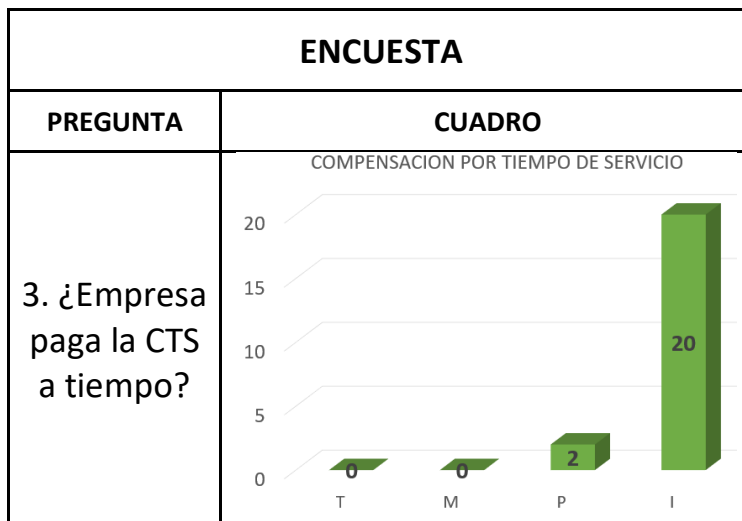 ENCUESTA
PREGUNTA
CUADRO
3. ¿Empresa
paga la CTS
a tiempo?
COMPENSACION POR TIEMPO DE SERVICIO
20
15
10
5
0
0
0
2
20
T
M
P
I